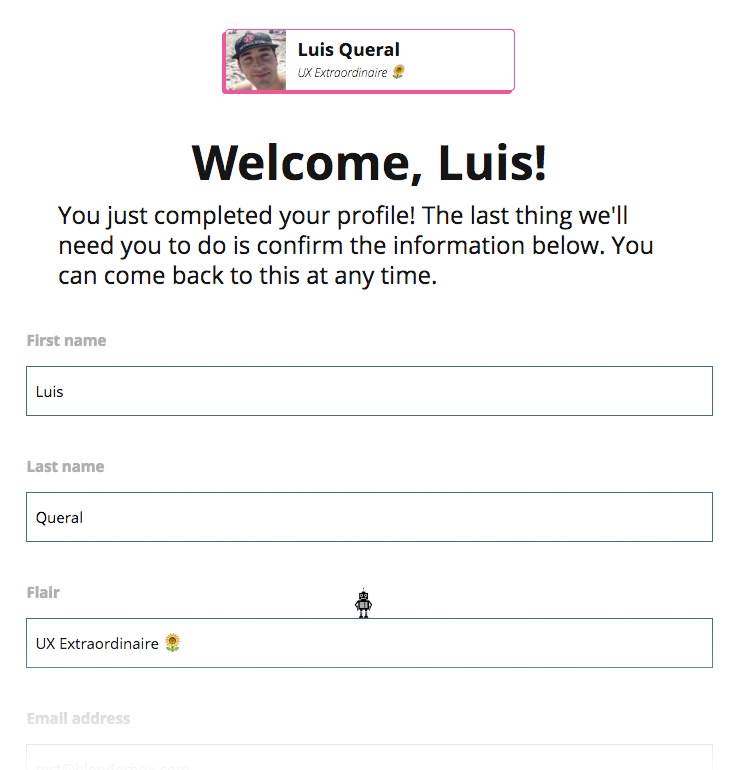 Luis Queral
UX Extraordinaire 🌻
Welcome, Luis!
You just completed your profile! The last thing we'll
need you to do is confirm the information below. You
can come back to this at any time.
First name
Luis
Last name
Queral
Flair
UX Extraordinaire 🌻
Email address